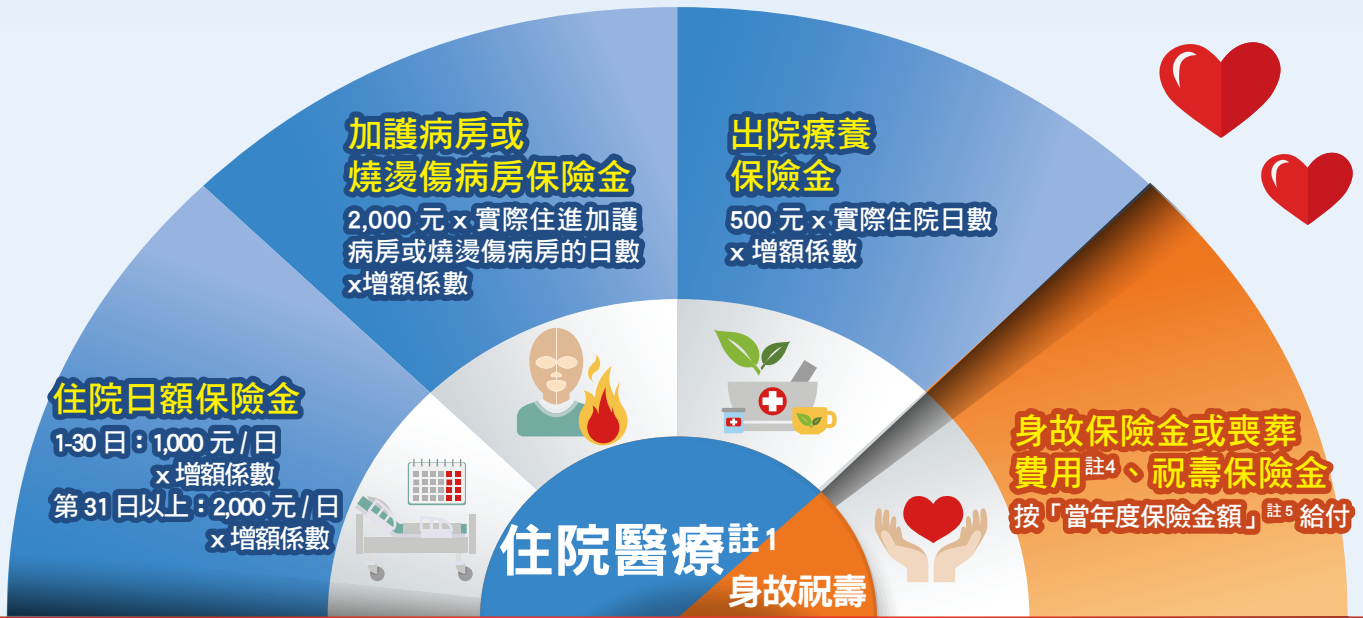 加護病房或
燒燙傷病房保險金
2,000 元 x 實際住進加護
病房或燒燙傷病房的日數
x增額係數
出院療養
保險金
500 元 x 實際住院日數
x 增額係數
住院日額保險金
1-30 日：1,000 元 / 日
x 增額係數
第 31 日以上：2,000 元 / 日
x 增額係數
身故保險金或喪葬
費用註4、祝壽保險金
按「當年度保險金額」註5 給付
住院醫療註1
身故祝壽